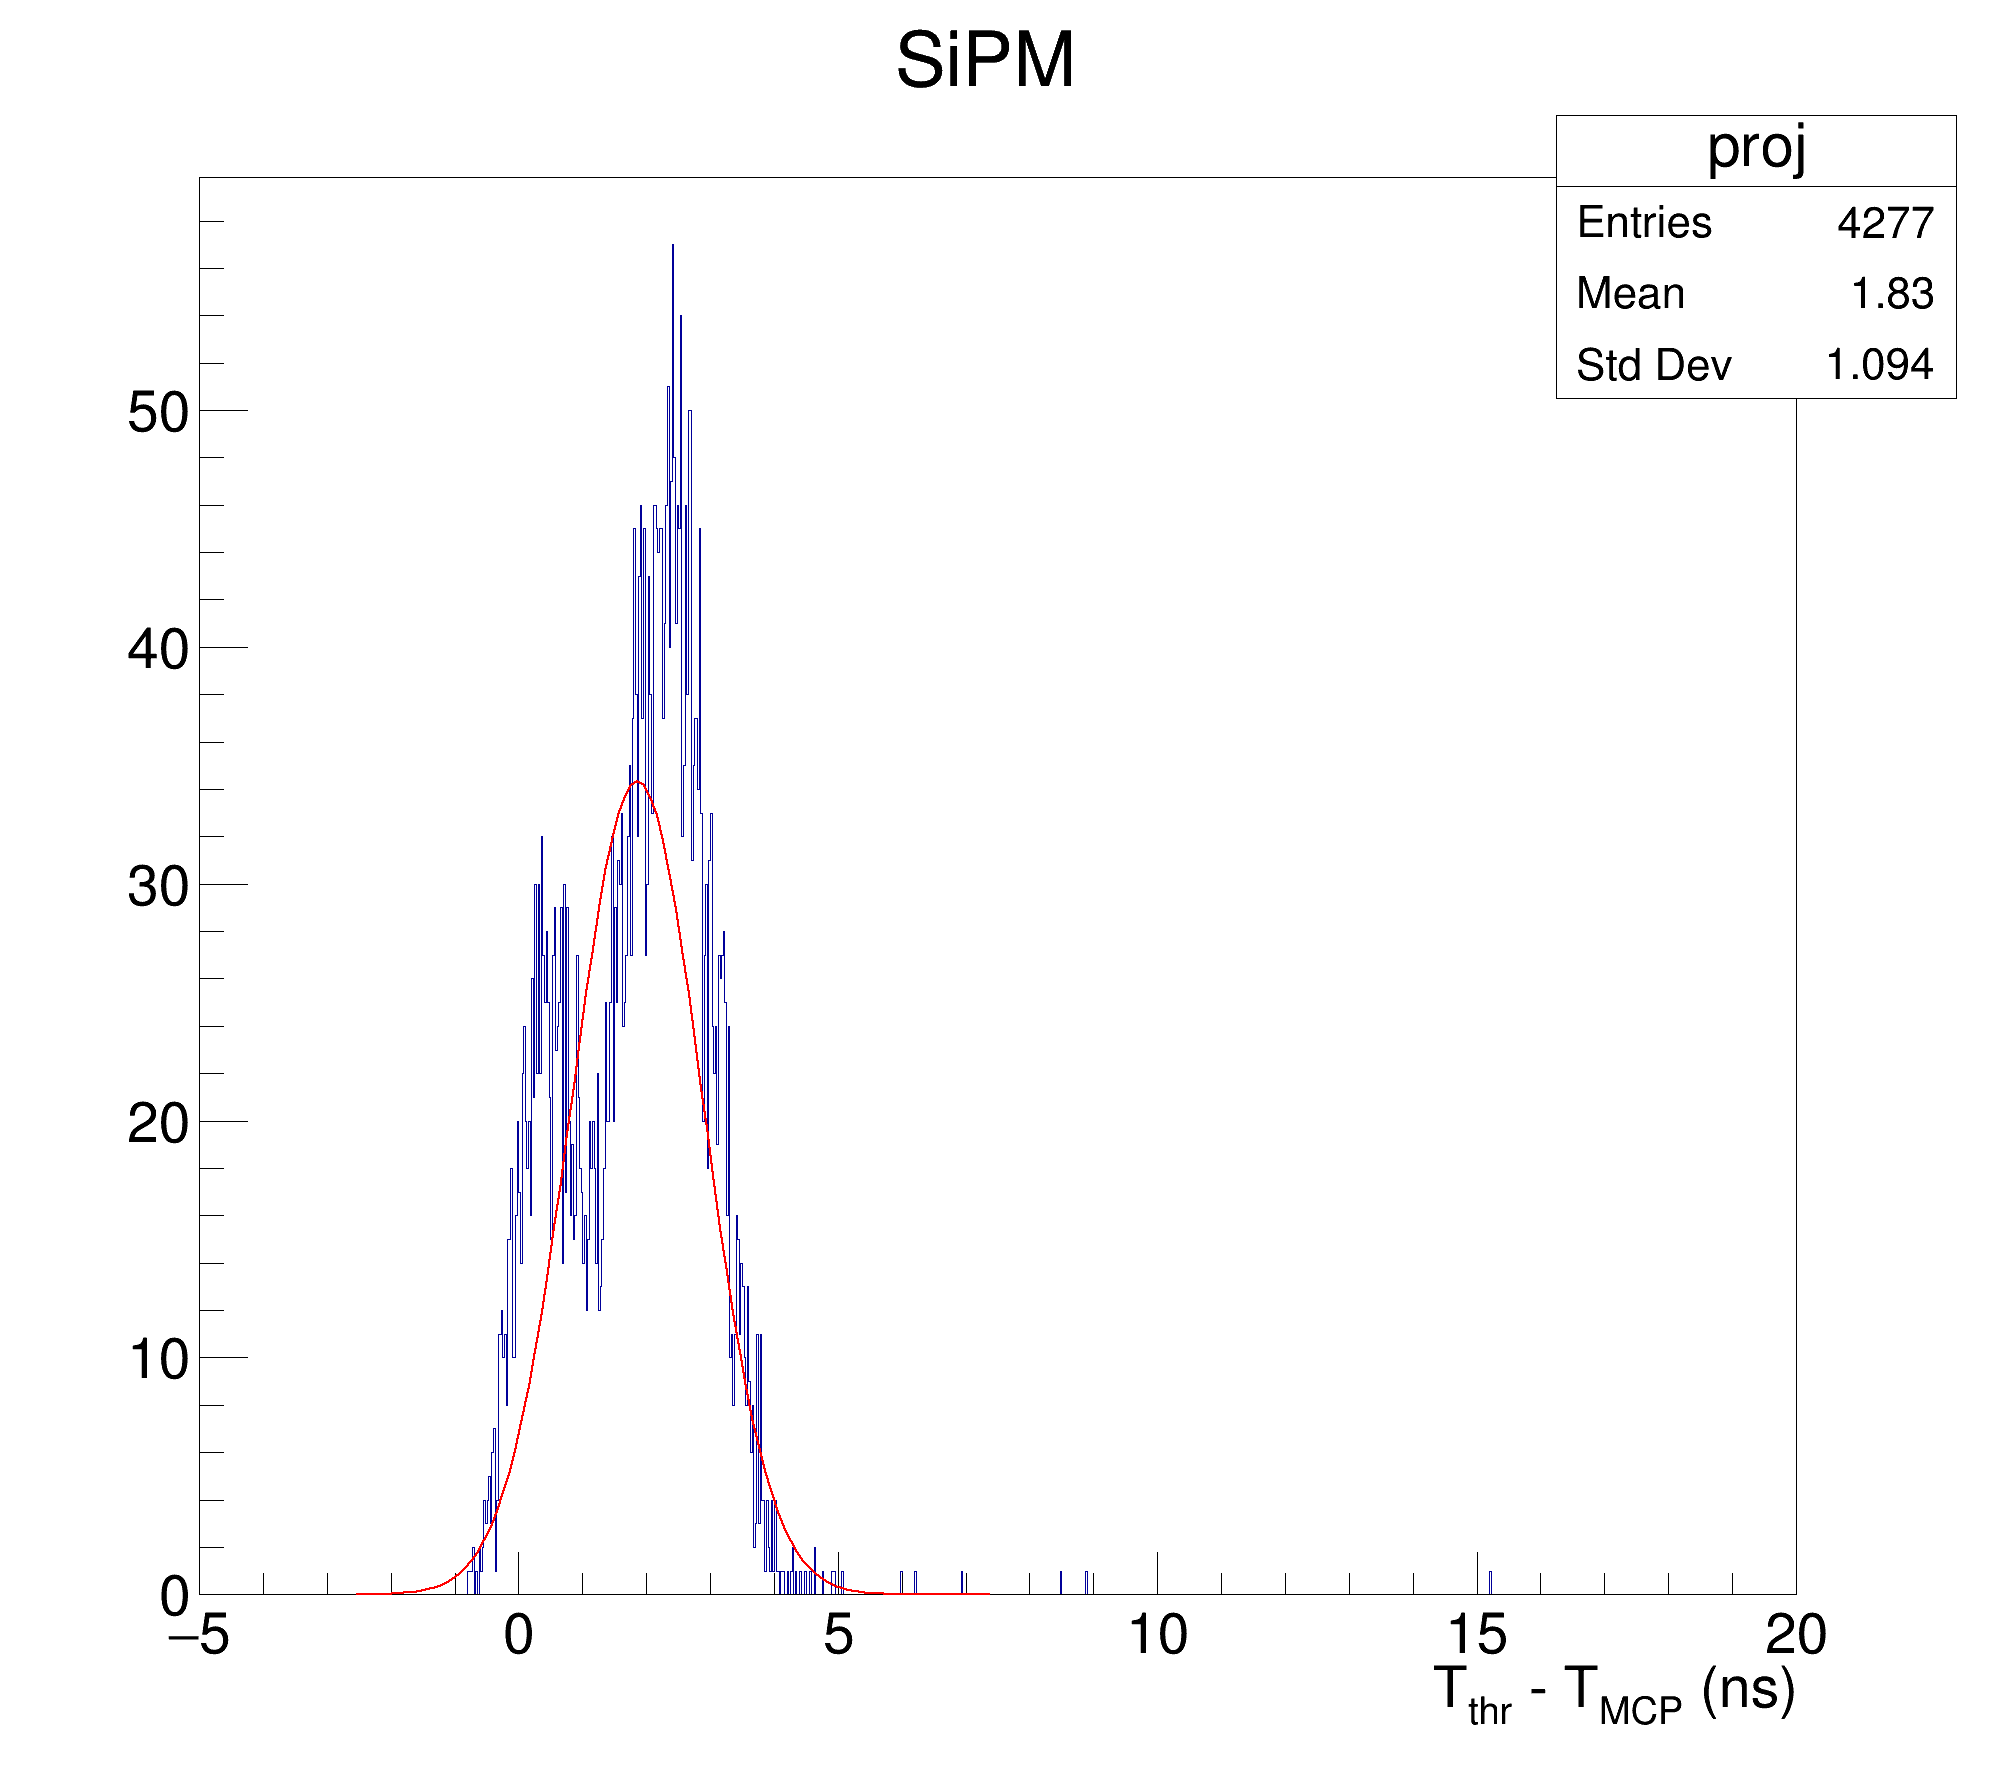 SiPM
proj
Entries 4277
Mean 1.83
Std Dev 1.094
50
40
30
20
10
0
−5 0 5 10 15 20
T_thr - T_MCP (ns)